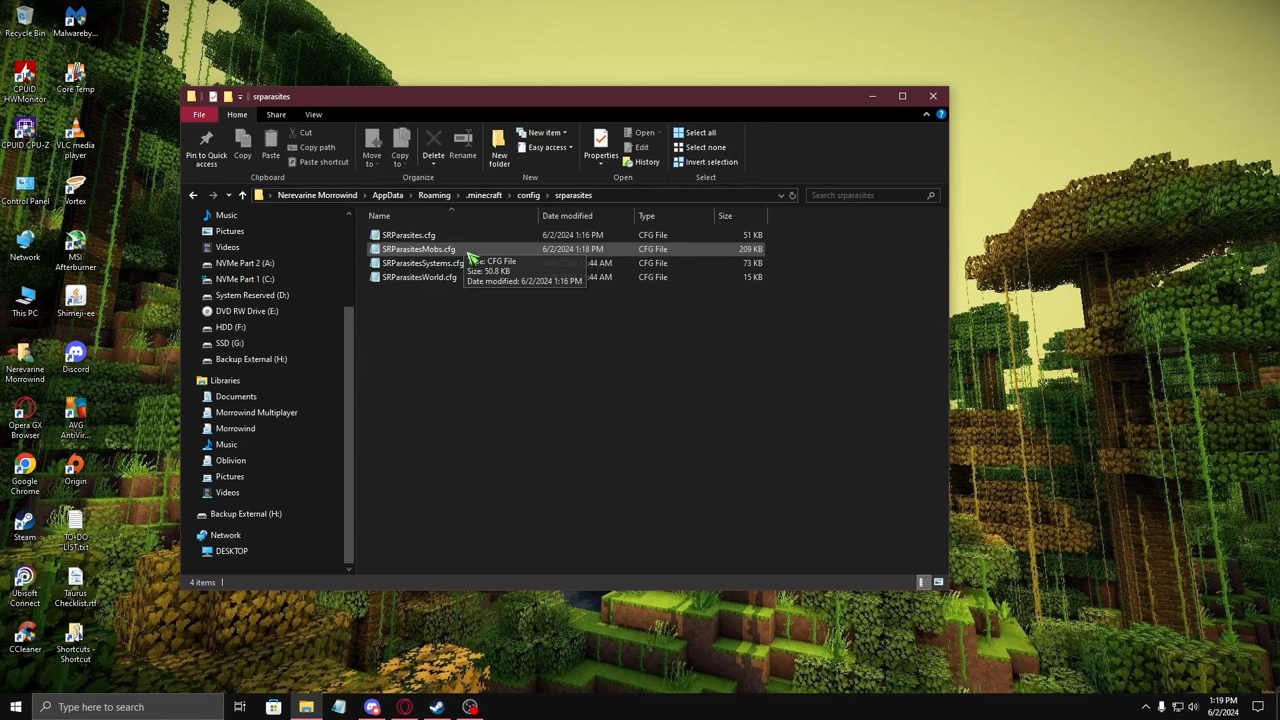 Recycle Bin
Malwareby...
CPUID
HWMonitor
Core Temp
CPUID CPU-Z
VLC media
player
Control Panel
Vortex
Network
MSI
Afterburner
This PC
Shimeji-ee
Nerevarine
Morrowind
Discord
Opera GX
Browser
AVG
AntiVir...
Google
Chrome
Origin
Steam
TO-DO
LIST.txt
Ubisoft
Connect
Taurus
Checklist.rtf
CCleaner
Shortcuts -
Shortcut
srparasites
File
Home
Share
View
Pin to Quick
access
Copy
Paste
Cut
Copy path
Paste shortcut
Clipboard
Move
to
Copy
to
Delete
Rename
Organize
New
folder
New item
Easy access
New
Properties
Open
Edit
History
Open
Select all
Select none
Invert selection
Select
Nerevarine Morrowind > AppData > Roaming > .minecraft > config > srparasites
Search srparasites
Music
Pictures
Videos
NVMe Part 2 (A:)
NVMe Part 1 (C:)
System Reserved (D:)
DVD RW Drive (E:)
HDD (F:)
SSD (G:)
Backup External (H:)
Libraries
Documents
Morrowind Multiplayer
Morrowind
Music
Oblivion
Pictures
Videos
Backup External (H:)
Network
DESKTOP
Name Date modified Type Size
SRParasites.cfg 6/2/2024 1:16 PM CFG File 51 KB
SRParasitesMobs.cfg 6/2/2024 1:18 PM CFG File 209 KB
SRParasitesSystems.cfg :44 AM CFG File 73 KB
SRParasitesWorld.cfg :44 AM CFG File 15 KB
CFG File
Size: 50.8 KB
Date modified: 6/2/2024 1:16 PM
4 items
Type here to search
1:19 PM
6/2/2024